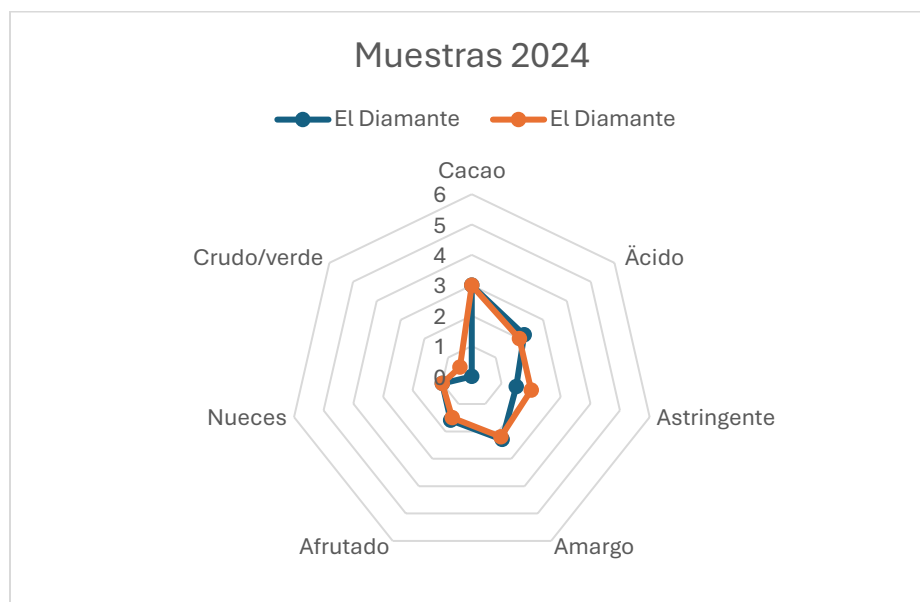 Muestras 2024
El Diamante El Diamante
Cacao
6
5
4
3
2
1
0
Äcido
Astringente
Amargo
Afrutado
Nueces
Crudo/verde